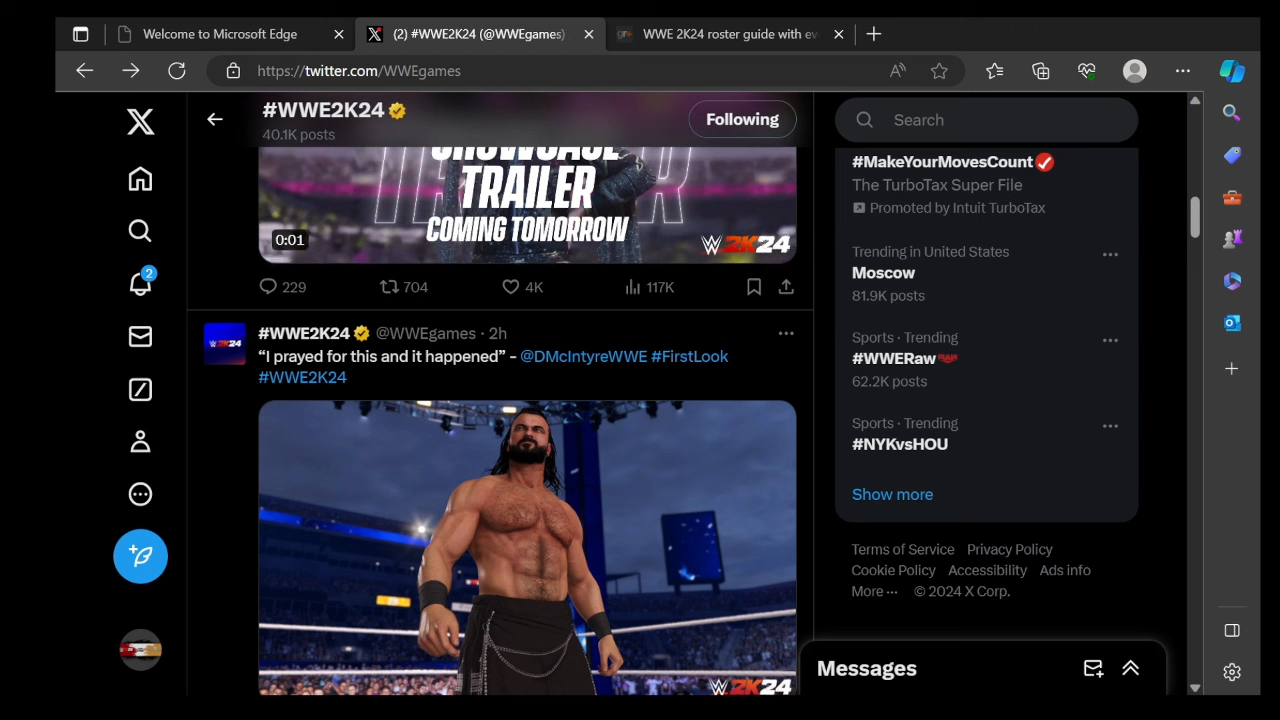 Welcome to Microsoft Edge
(2) #WWE2K24 (@WWEgames)
WWE 2K24 roster guide with ev
https://twitter.com/WWEgames
#WWE2K24
40.1K posts
Following
Search
SHOWCASE
TRAILER
COMING TOMORROW
0:01
W 2K24
229
704
4K
117K
#WWE2K24 @WWEgames · 2h
“I prayed for this and it happened” - @DMcIntyreWWE #FirstLook
#WWE2K24
W 2K24
W 2K24
2
#MakeYourMovesCount
The TurboTax Super File
Promoted by Intuit TurboTax
Trending in United States
Moscow
81.9K posts
Sports · Trending
#WWERaw
62.2K posts
Sports · Trending
#NYKvsHOU
Show more
Terms of Service Privacy Policy
Cookie Policy Accessibility Ads info
More ··· © 2024 X Corp.
Messages